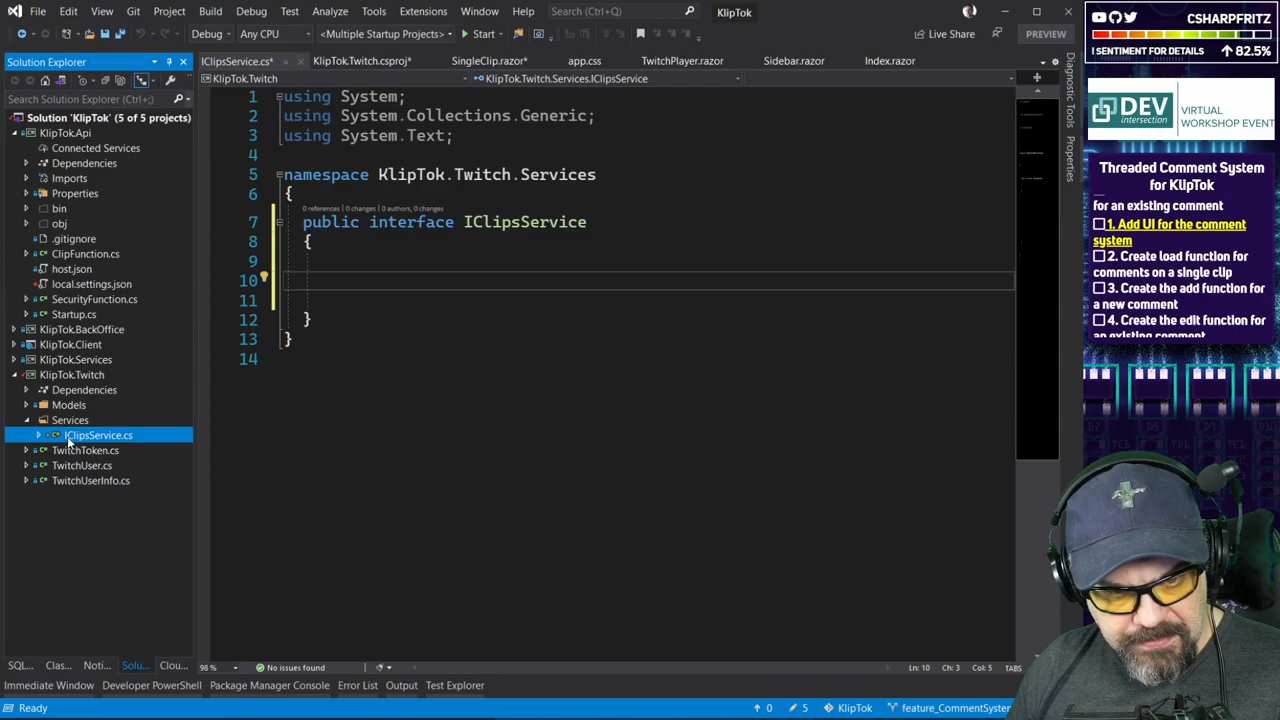 File Edit View Git Project Build Debug Test Analyze Tools Extensions Window Help Search (Ctrl+Q) KlipTok
Debug Any CPU <Multiple Startup Projects> Start Live Share PREVIEW
Solution Explorer
Search Solution Explorer (Ctrl+;)
Solution 'KlipTok' (5 of 5 projects)
KlipTok.Api
Connected Services
Dependencies
Imports
Properties
bin
obj
.gitignore
ClipFunction.cs
host.json
local.settings.json
SecurityFunction.cs
Startup.cs
KlipTok.BackOffice
KlipTok.Client
KlipTok.Services
KlipTok.Twitch
Dependencies
Models
Services
IClipsService.cs
TwitchToken.cs
TwitchUser.cs
TwitchUserInfo.cs
SQL... Clas... Noti... Solu... Clou...
IClipsService.cs* KlipTok.Twitch.csproj* SingleClip.razor* app.css TwitchPlayer.razor Sidebar.razor Index.razor
KlipTok.Twitch KlipTok.Twitch.Services.IClipsService
1 using System;
2 using System.Collections.Generic;
3 using System.Text;
4
5 namespace KlipTok.Twitch.Services
6 {
0 references | 0 changes | 0 authors, 0 changes
7 public interface IClipsService
8 {
9
10
11
12 }
13 }
14
98 % No issues found Ln: 10 Ch: 3 Col: 5 TABS
Diagnostic Tools
Properties
Immediate Window Developer PowerShell Package Manager Console Error List Output Test Explorer
Ready 0 5 KlipTok feature_CommentSystem
CSHARPFRITZ
! SENTIMENT FOR DETAILS 82.5%
DEV
intersection
VIRTUAL
WORKSHOP EVENT
Threaded Comment System
for KlipTok
for an existing comment
1. Add UI for the comment
system
2. Create load function for
comments on a single clip
3. Create the add function for
a new comment
4. Create the edit function for
an existing comment